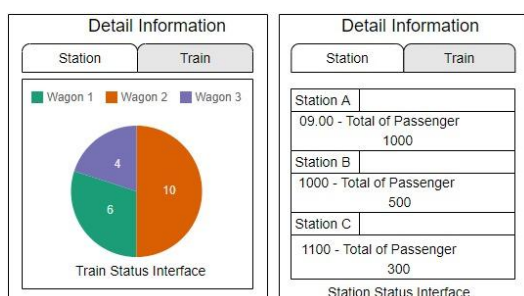 Detail Information
Station Train
Wagon 1 Wagon 2 Wagon 3
4
10
6
Train Status Interface
Detail Information
Station Train
Station A
09.00 - Total of Passenger
1000
Station B
1000 - Total of Passenger
500
Station C
1100 - Total of Passenger
300
Station Status Interface